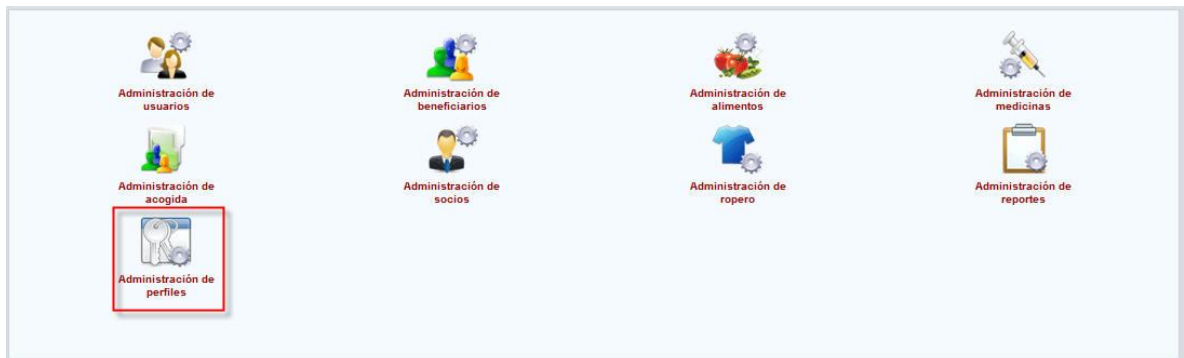 Administración de
usuarios
Administración de
beneficiarios
Administración de
alimentos
Administración de
medicinas
Administración de
acogida
Administración de
socios
Administración de
ropero
Administración de
reportes
Administración de
perfiles